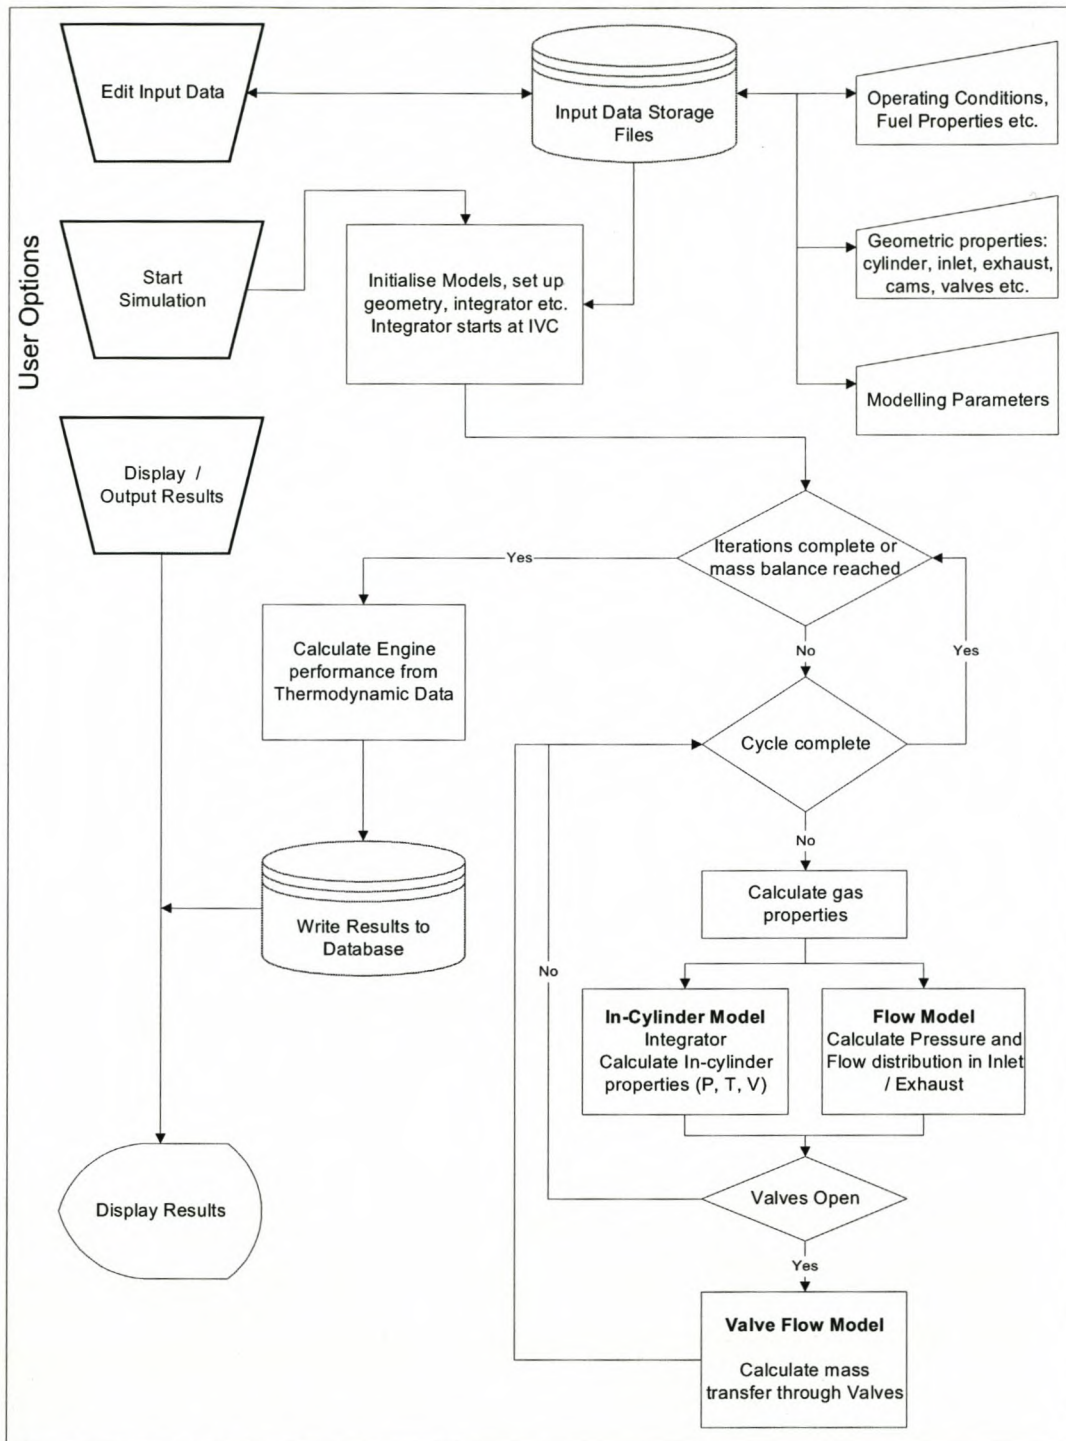 User Options
Edit Input Data
Input Data Storage
Files
Operating Conditions,
Fuel Properties etc.
Start
Simulation
Initialise Models, set up
geometry, integrator etc.
Integrator starts at IVC
Geometric properties:
cylinder, inlet, exhaust,
cams, valves etc.
Modelling Parameters
Display /
Output Results
Iterations complete or
mass balance reached
Yes
No
Yes
Calculate Engine
performance from
Thermodynamic Data
Cycle complete
No
Calculate gas
properties
Write Results to
Database
No
In-Cylinder Model
Integrator
Calculate In-cylinder
properties (P, T, V)
Flow Model
Calculate Pressure and
Flow distribution in Inlet
/ Exhaust
Display Results
Valves Open
Yes
Valve Flow Model
Calculate mass
transfer through Valves